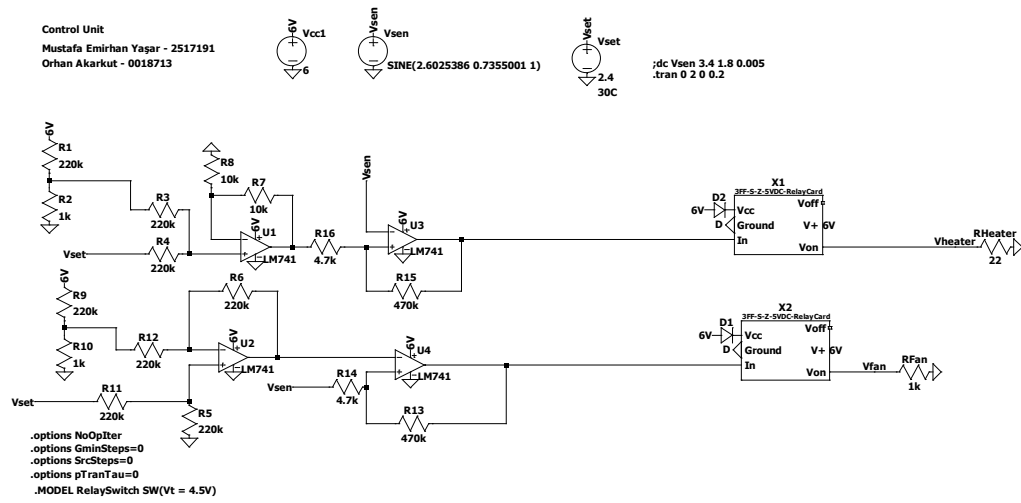 Control Unit
Mustafa Emirhan Yaşar - 2517191
Orhan Akarkut - 0018713
6V
Vcc1
6
Vsen
Vsen
SINE(2.6025386 0.7355001 1)
Vset
Vset
2.4
30C
;dc Vsen 3.4 1.8 0.005
.tran 0 2 0 0.2
6V
R1
220k
R2
1k
R3
220k
Vset
R4
220k
R8
10k
R7
10k
6V
U1
LM741
R16
4.7k
Vsen
6V
U3
LM741
R15
470k
X1
3FF-S-Z-5VDC-RelayCard
D2
6V
Vcc
Voff
D
Ground
V+
6V
In
Von
Vheater
RHeater
22
6V
R9
220k
R10
1k
R12
220k
R6
220k
6V
U2
LM741
Vset
R11
220k
R5
220k
Vsen
R14
4.7k
6V
U4
LM741
R13
470k
X2
3FF-S-Z-5VDC-RelayCard
D1
6V
Vcc
Voff
D
Ground
V+
6V
In
Von
Vfan
RFan
1k
.options NoOpIter
.options GminSteps=0
.options SrcSteps=0
.options pTranTau=0
.MODEL RelaySwitch SW(Vt = 4.5V)